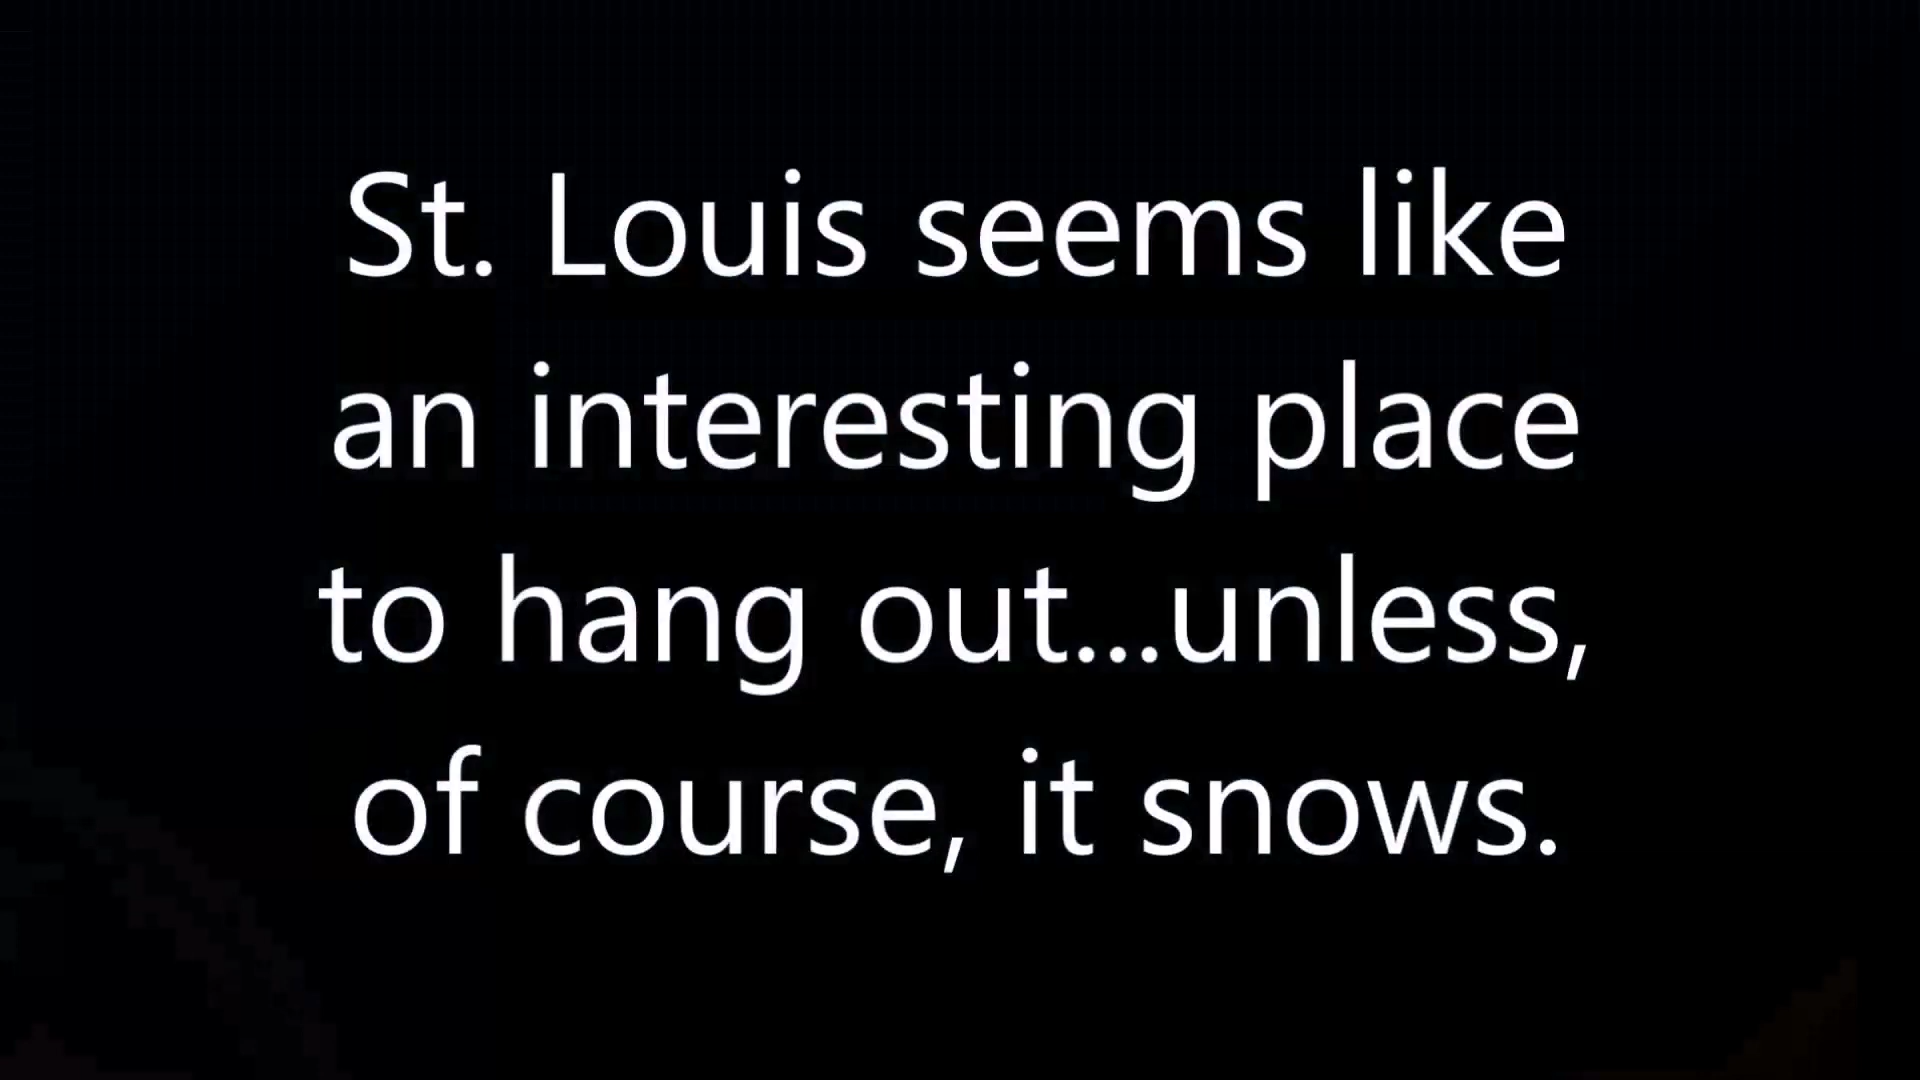 St. Louis seems like
an interesting place
to hang out...unless,
of course, it snows.